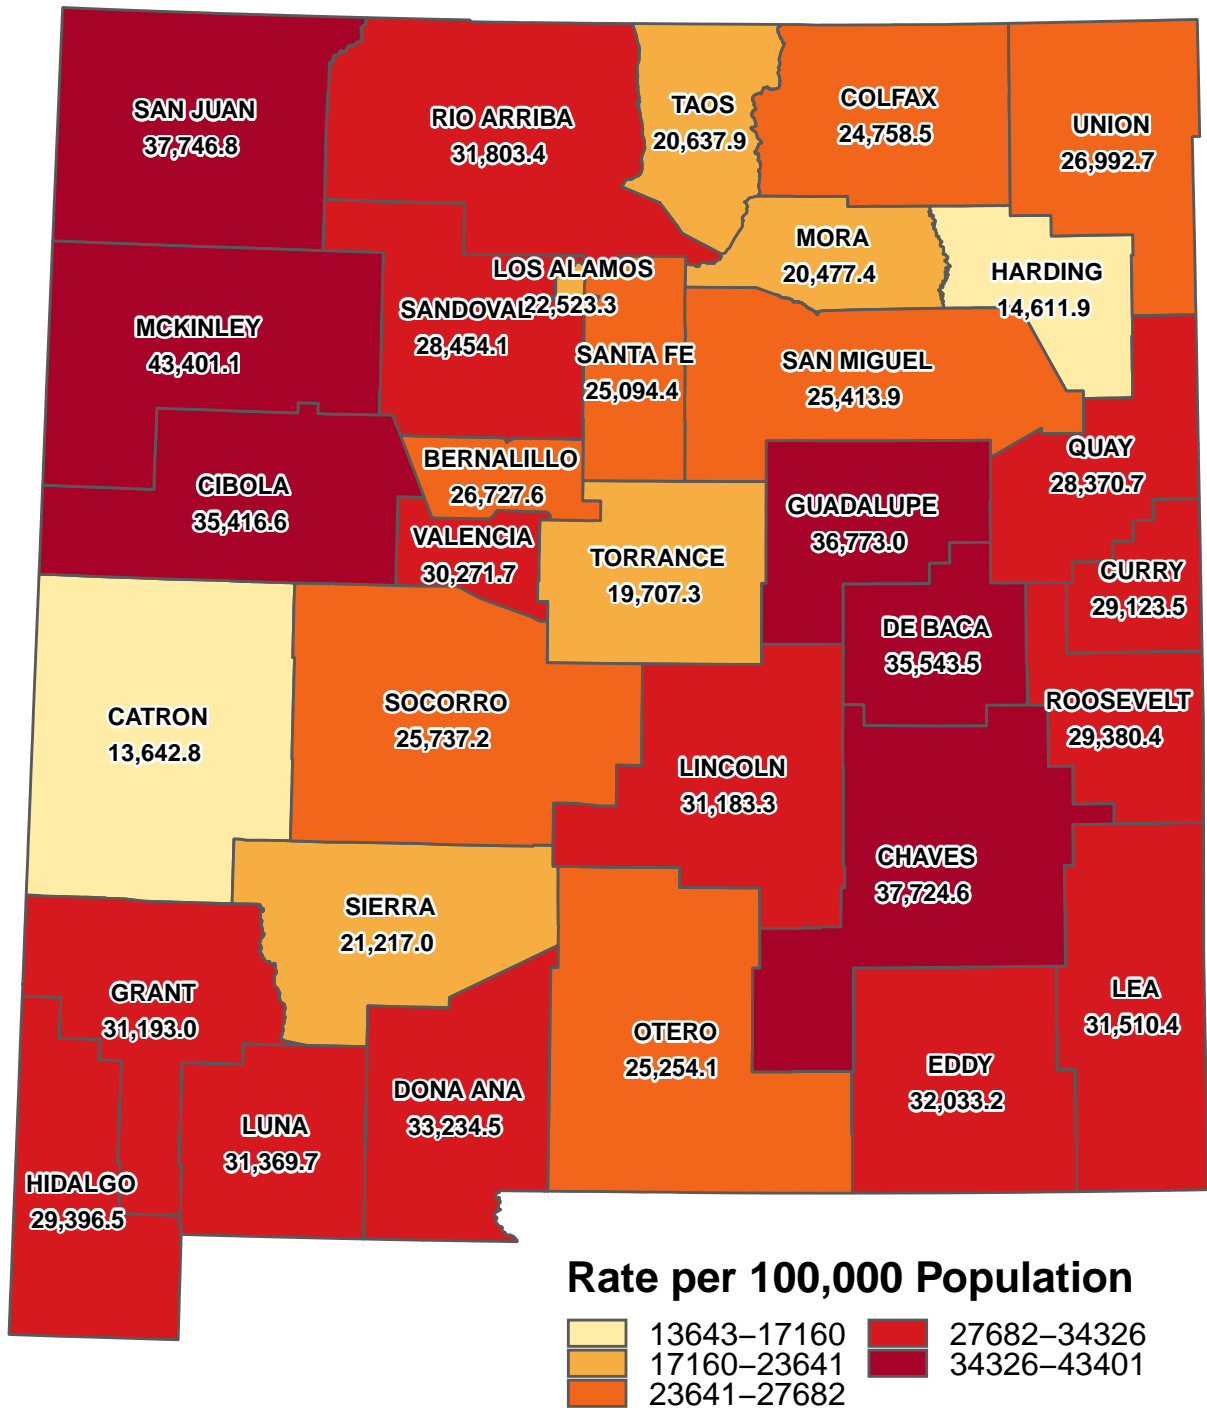 SAN JUAN
37,746.8
RIO ARRIBA
31,803.4
TAOS
20,637.9
COLFAX
24,758.5
UNION
26,992.7
MORA
20,477.4
HARDING
14,611.9
LOS ALAMOS
22,523.3
SANDOVAL
28,454.1
MCKINLEY
43,401.1
SANTA FE
25,094.4
SAN MIGUEL
25,413.9
QUAY
28,370.7
BERNALILLO
26,727.6
CIBOLA
35,416.6
GUADALUPE
36,773.0
VALENCIA
30,271.7
TORRANCE
19,707.3
CURRY
29,123.5
DE BACA
35,543.5
ROOSEVELT
29,380.4
CATRON
13,642.8
SOCORRO
25,737.2
LINCOLN
31,183.3
CHAVES
37,724.6
SIERRA
21,217.0
GRANT
31,193.0
LEA
31,510.4
OTERO
25,254.1
EDDY
32,033.2
DONA ANA
33,234.5
LUNA
31,369.7
HIDALGO
29,396.5
Rate per 100,000 Population
13643–17160
17160–23641
23641–27682
27682–34326
34326–43401